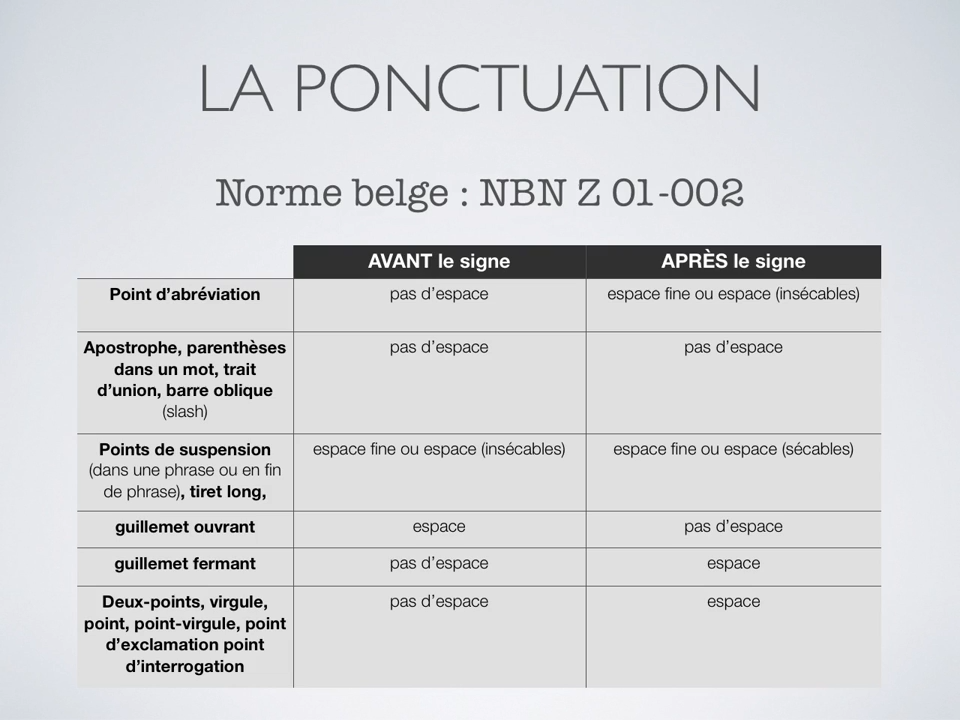 LA PONCTUATION
Norme belge : NBN Z 01-002
AVANT le signe
APRÈS le signe
Point d’abréviation
pas d’espace
espace fine ou espace (insécables)
Apostrophe, parenthèses
dans un mot, trait
d’union, barre oblique
(slash)
pas d’espace
pas d’espace
Points de suspension
(dans une phrase ou en fin
de phrase), tiret long,
espace fine ou espace (insécables)
espace fine ou espace (sécables)
guillemet ouvrant
espace
pas d’espace
guillemet fermant
pas d’espace
espace
Deux-points, virgule,
point, point-virgule, point
d’exclamation point
d’interrogation
pas d’espace
espace